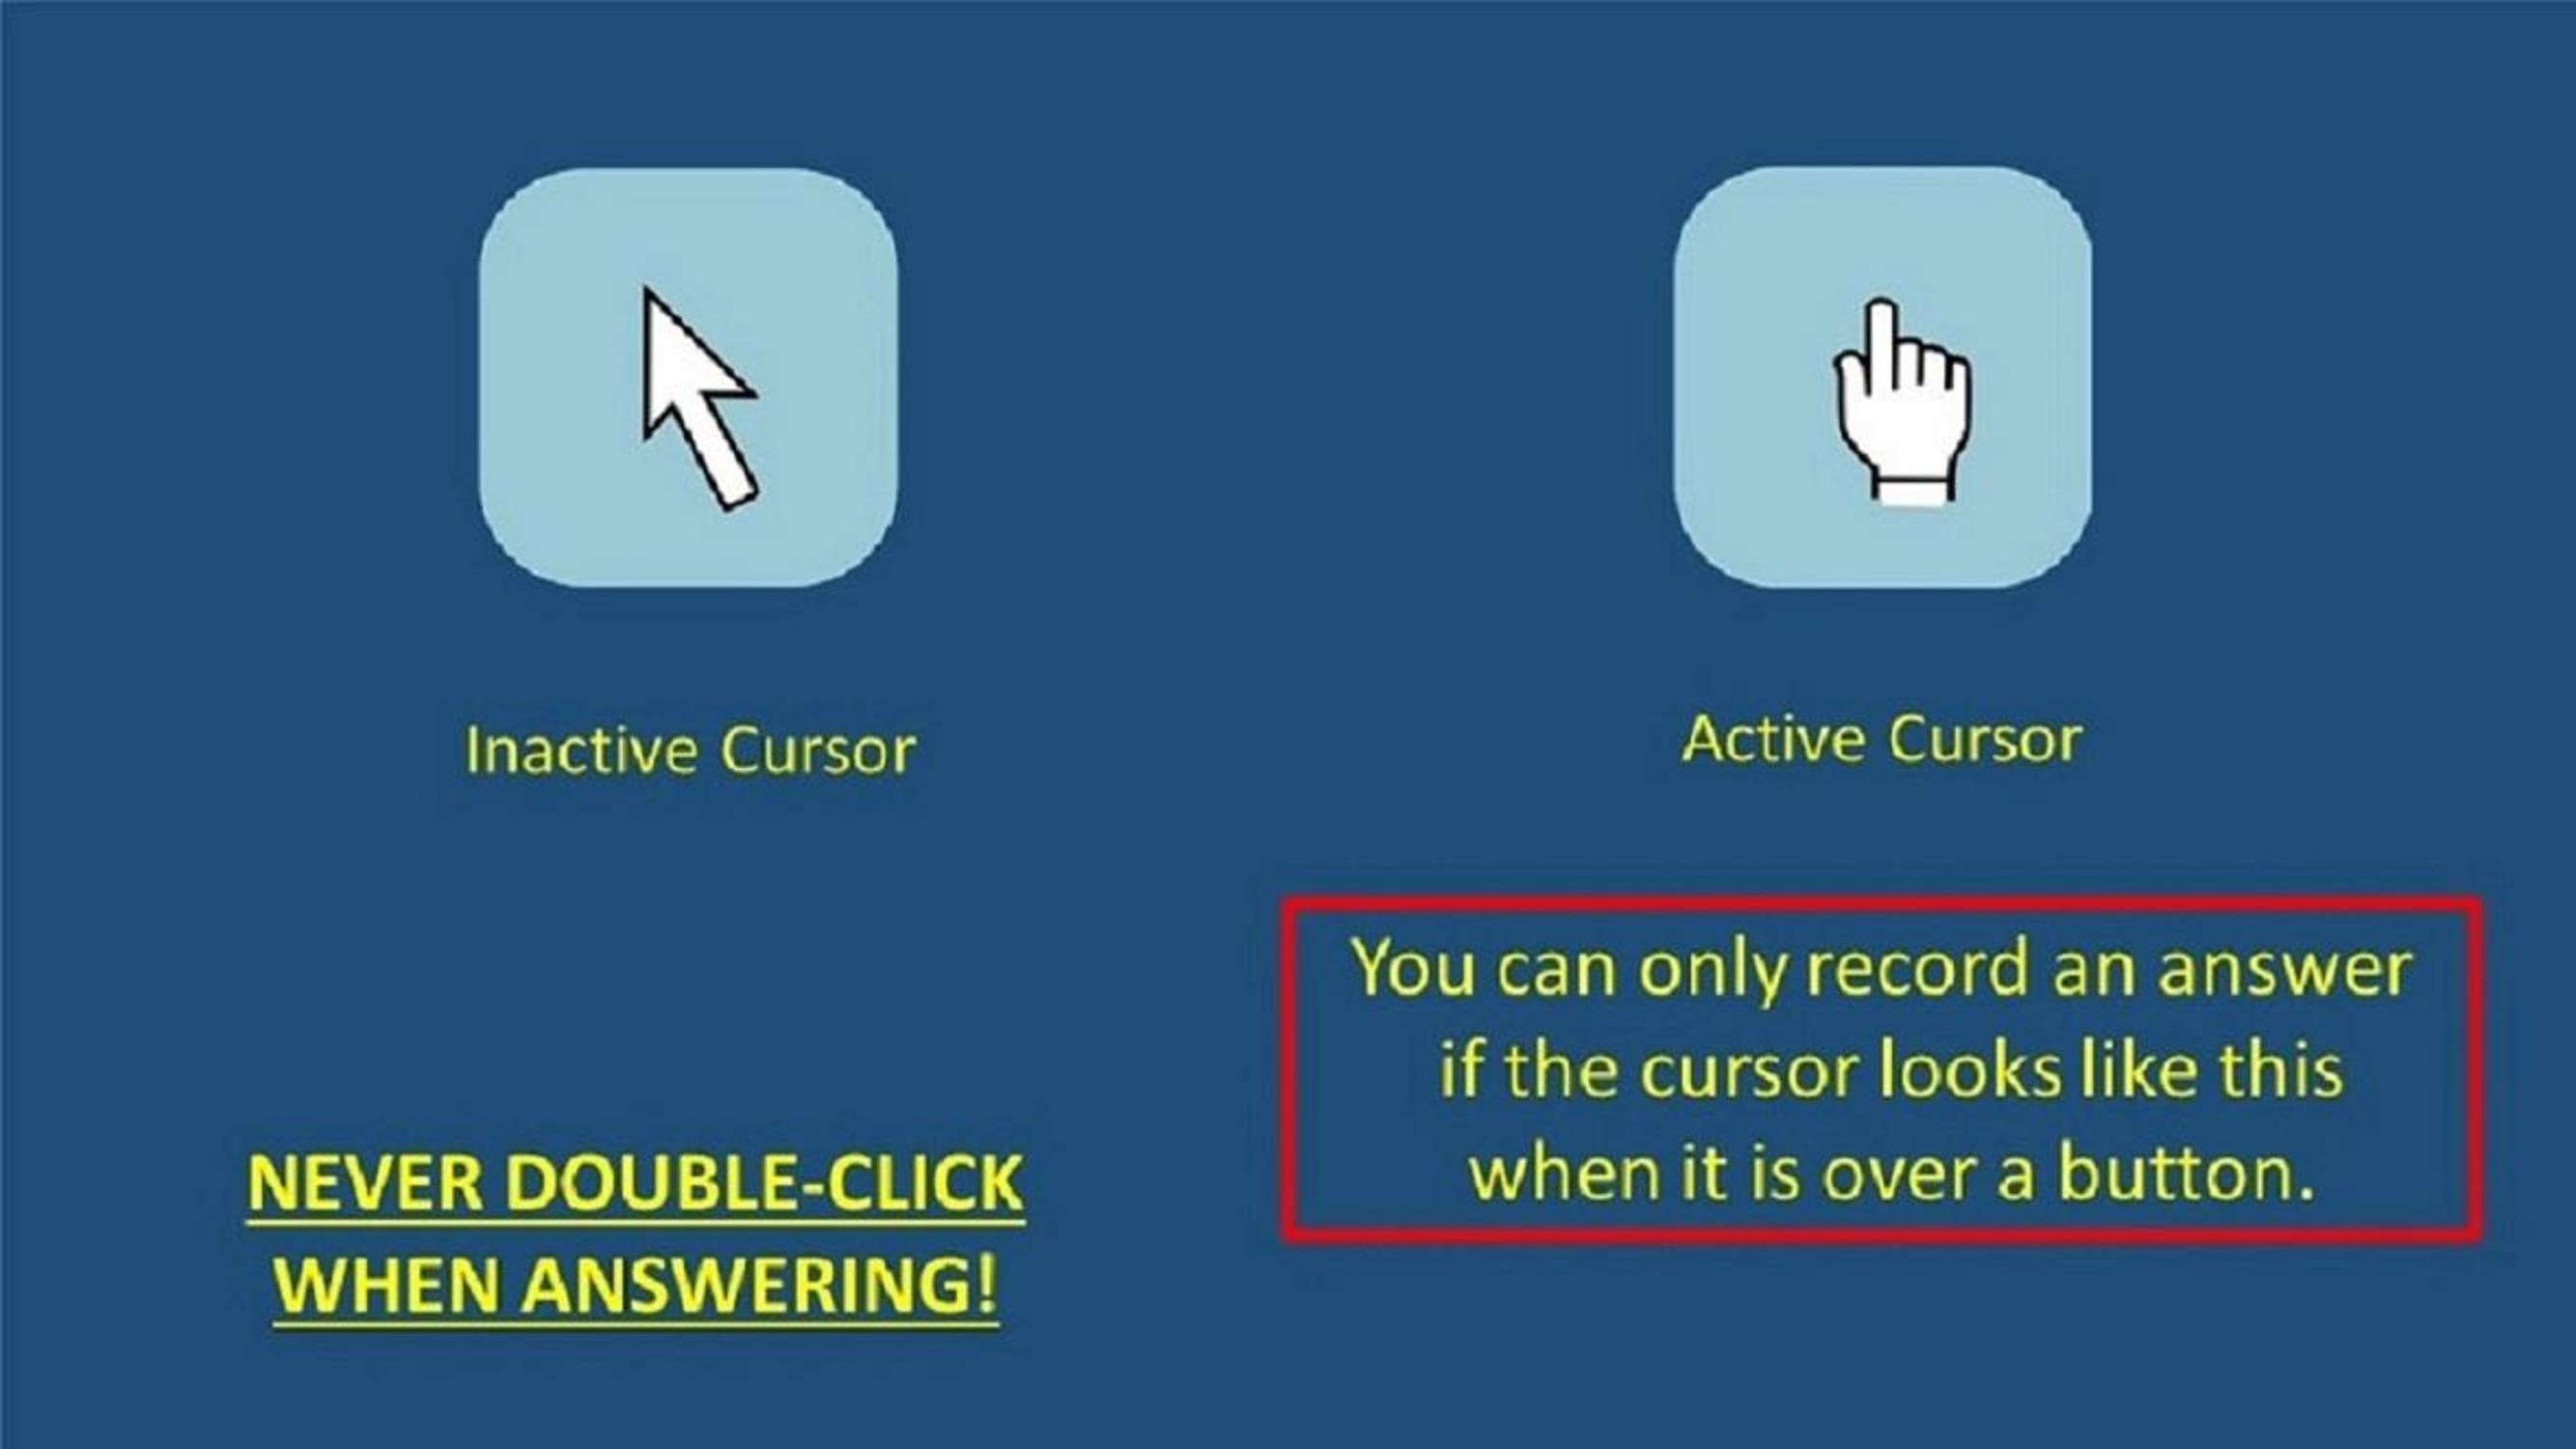 Inactive Cursor
Active Cursor
You can only record an answer
if the cursor looks like this
when it is over a button.
NEVER DOUBLE-CLICK
WHEN ANSWERING!